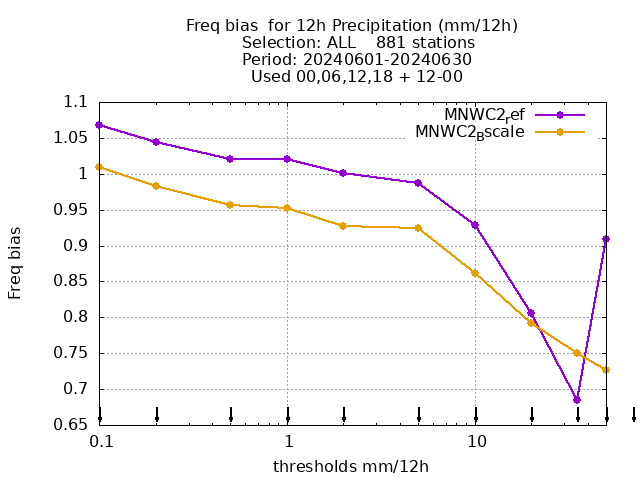 Freq bias  for 12h Precipitation (mm/12h)
Selection: ALL    881 stations
Period: 20240601-20240630
Used 00,06,12,18 + 12-00
MNWC2ref
MNWC2Bscale
1.1
1.05
1
0.95
0.9
0.85
0.8
0.75
0.7
0.65
Freq bias
0.1 1 10
thresholds mm/12h